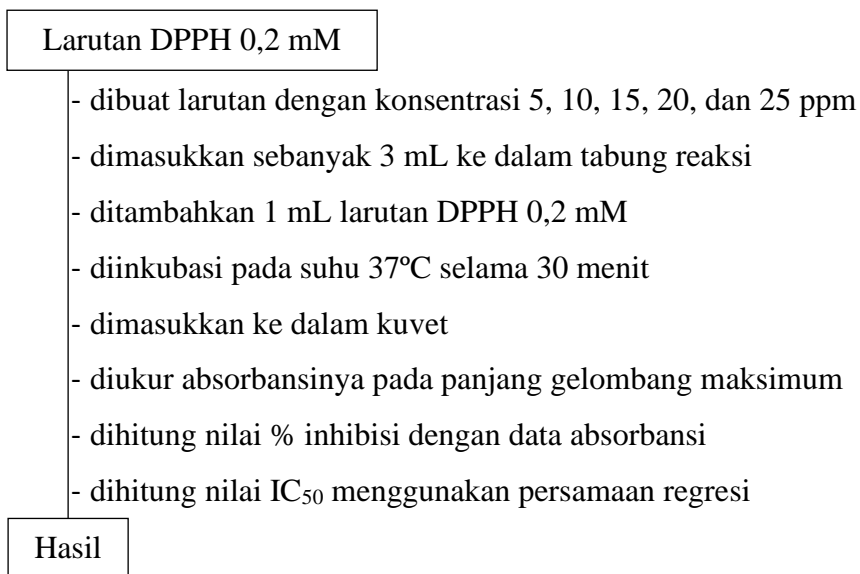 Larutan DPPH 0,2 mM
- dibuat larutan dengan konsentrasi 5, 10, 15, 20, dan 25 ppm
- dimasukkan sebanyak 3 mL ke dalam tabung reaksi
- ditambahkan 1 mL larutan DPPH 0,2 mM
- diinkubasi pada suhu 37ºC selama 30 menit
- dimasukkan ke dalam kuvet
- diukur absorbansinya pada panjang gelombang maksimum
- dihitung nilai % inhibisi dengan data absorbansi
- dihitung nilai IC₅₀ menggunakan persamaan regresi
Hasil